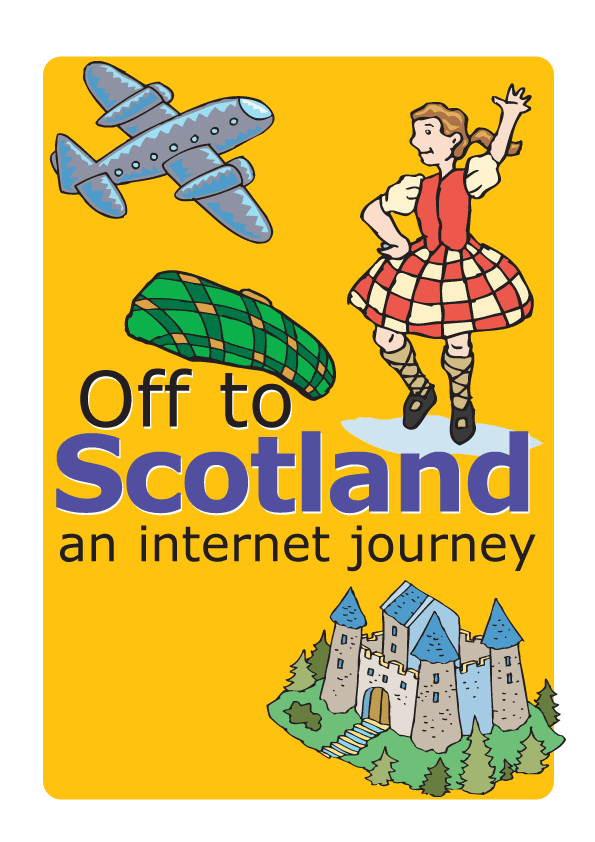 Off to
Scotland
an internet journey